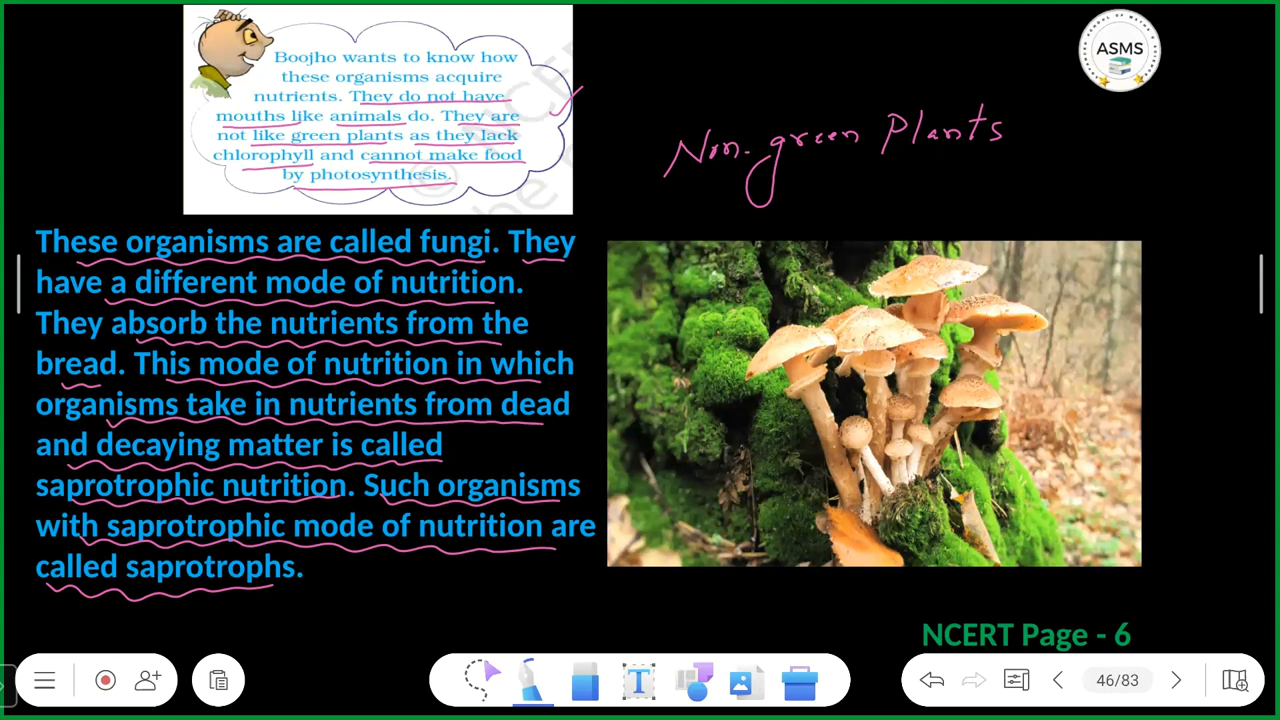 Boojho wants to know how
these organisms acquire
nutrients. They do not have
mouths like animals do. They are
not like green plants as they lack
chlorophyll and cannot make food
by photosynthesis.
SCHOOL OF MATHS
ASMS
Non-green Plants
These organisms are called fungi. They
have a different mode of nutrition.
They absorb the nutrients from the
bread. This mode of nutrition in which
organisms take in nutrients from dead
and decaying matter is called
saprotrophic nutrition. Such organisms
with saprotrophic mode of nutrition are
called saprotrophs.
NCERT Page - 6
T
46/83